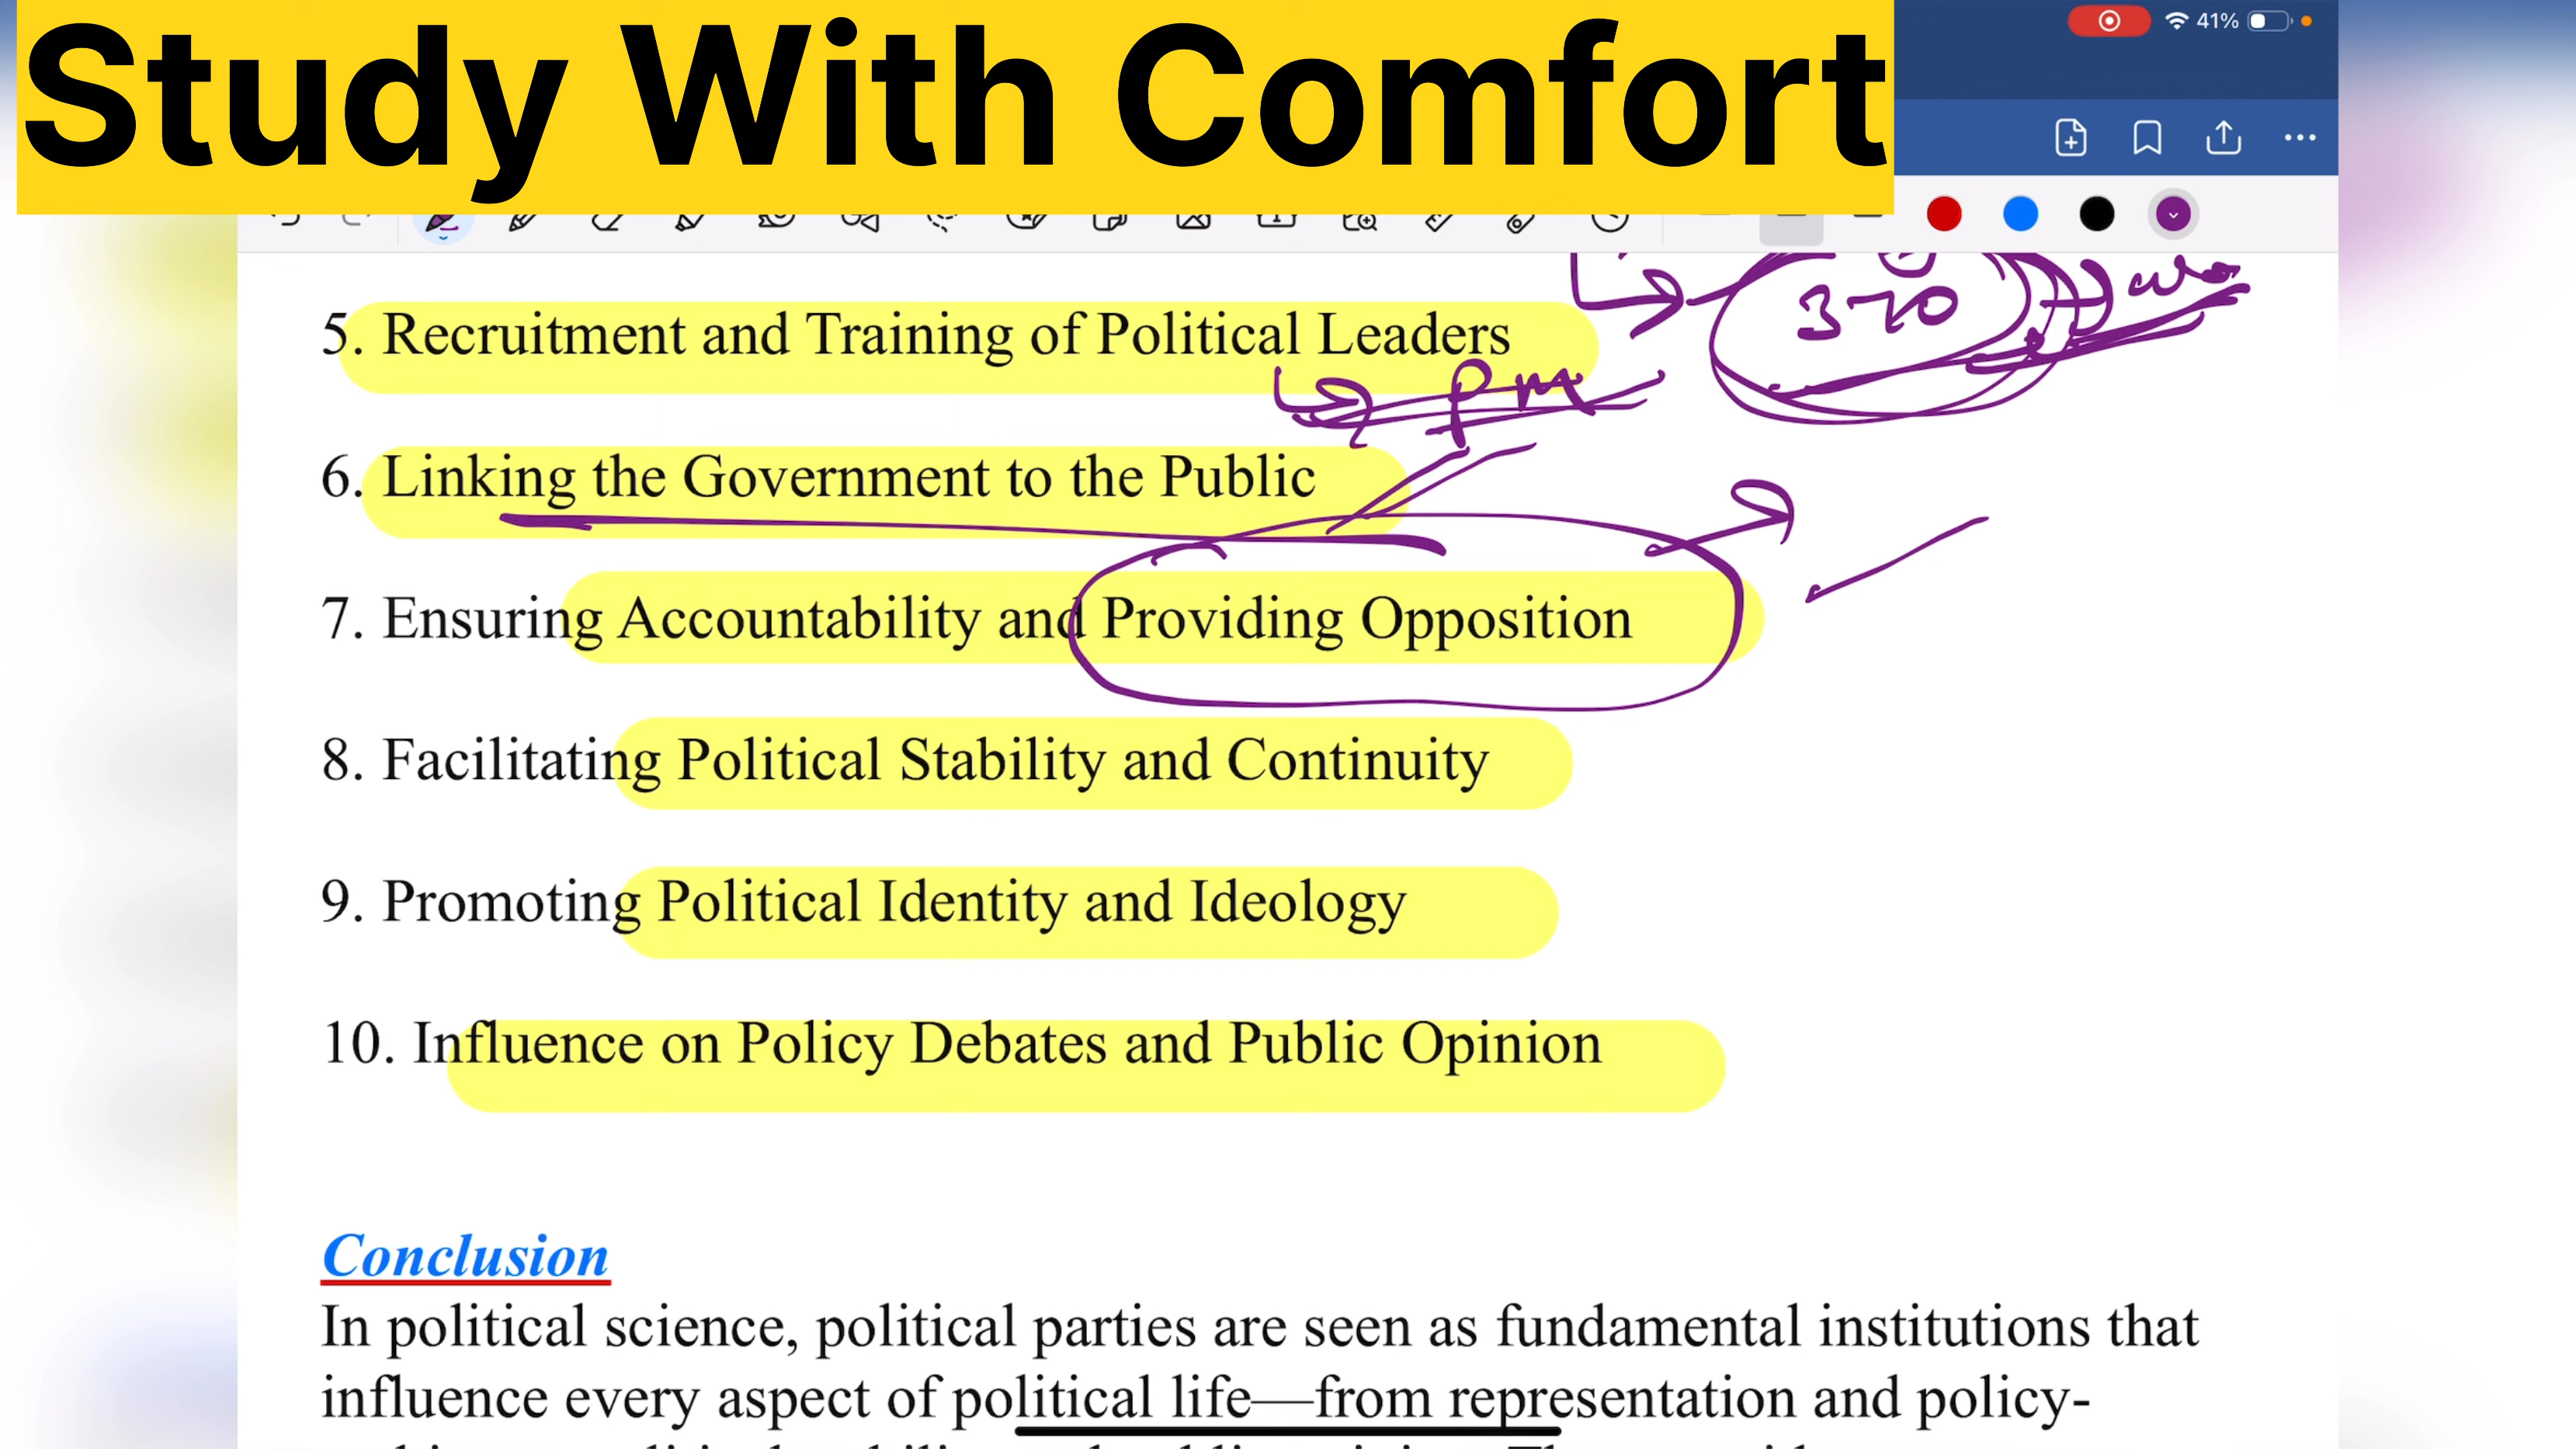 Study With Comfort
41%
370
5. Recruitment and Training of Political Leaders
Pm
6. Linking the Government to the Public
7. Ensuring Accountability and Providing Opposition
8. Facilitating Political Stability and Continuity
9. Promoting Political Identity and Ideology
10. Influence on Policy Debates and Public Opinion
Conclusion
In political science, political parties are seen as fundamental institutions that
influence every aspect of political life—from representation and policy-